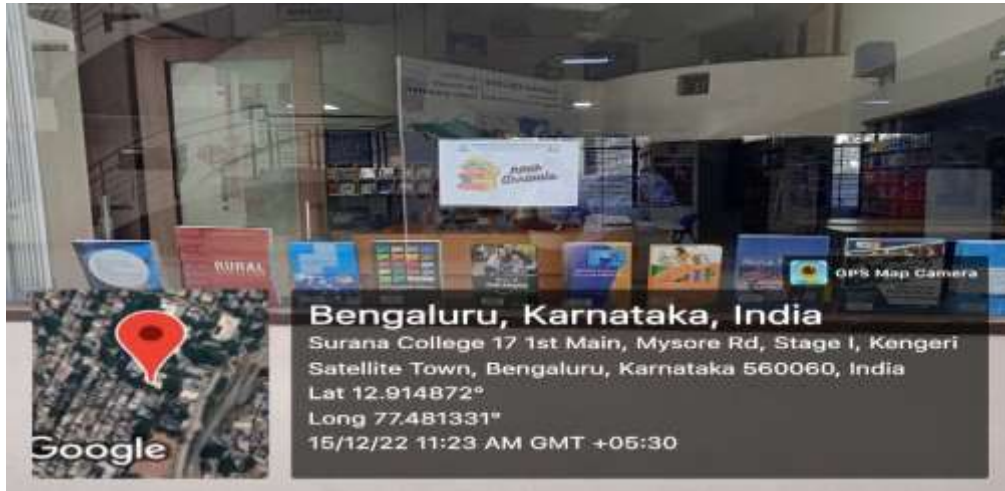 New
Arrivals
RURAL
GPS Map Camera
Bengaluru, Karnataka, India
Surana College 17 1st Main, Mysore Rd, Stage I, Kengeri
Satellite Town, Bengaluru, Karnataka 560060, India
Lat 12.914872°
Long 77.481331°
15/12/22 11:23 AM GMT +05:30
Google